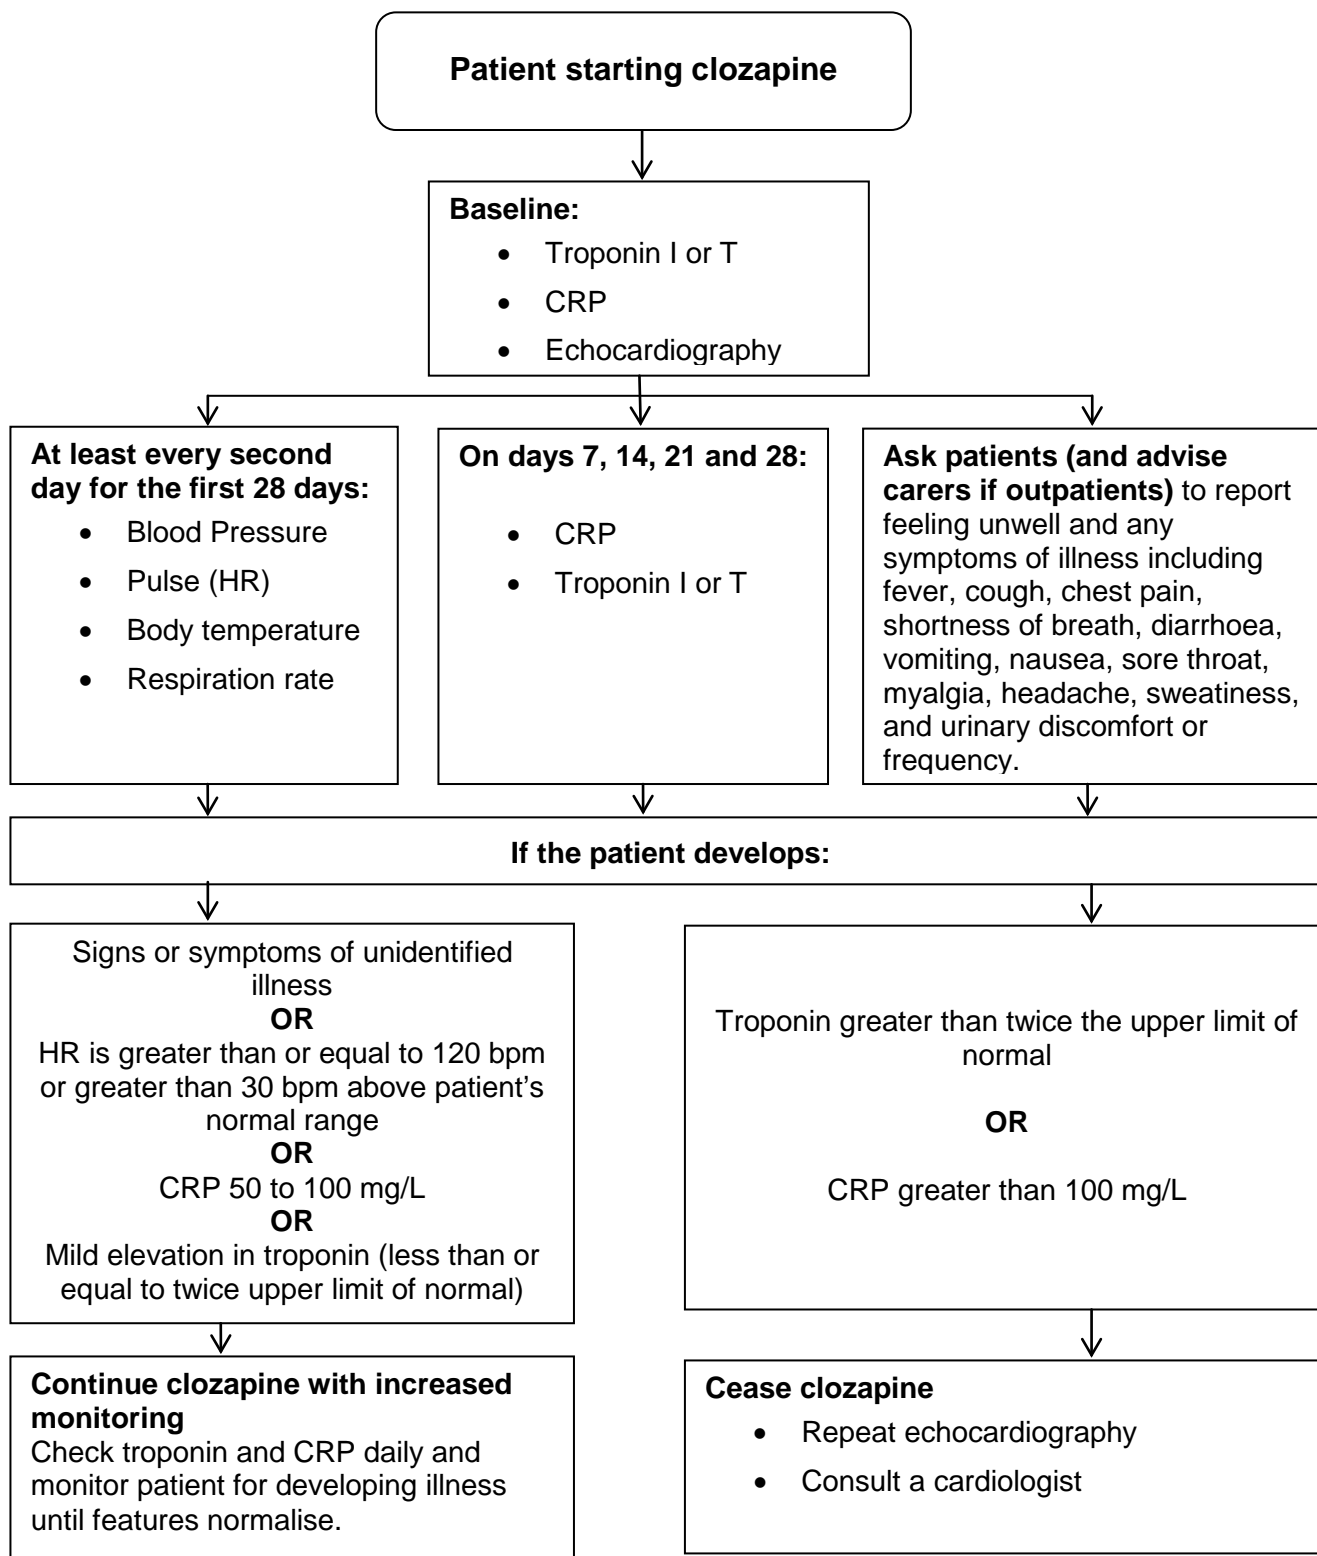 Patient starting clozapine
Baseline:
• Troponin I or T
• CRP
• Echocardiography
At least every second
day for the first 28 days:
• Blood Pressure
• Pulse (HR)
• Body temperature
• Respiration rate
On days 7, 14, 21 and 28:
• CRP
• Troponin I or T
Ask patients (and advise
carers if outpatients) to report
feeling unwell and any
symptoms of illness including
fever, cough, chest pain,
shortness of breath, diarrhoea,
vomiting, nausea, sore throat,
myalgia, headache, sweatiness,
and urinary discomfort or
frequency.
If the patient develops:
Signs or symptoms of unidentified
illness
OR
HR is greater than or equal to 120 bpm
or greater than 30 bpm above patient’s
normal range
OR
CRP 50 to 100 mg/L
OR
Mild elevation in troponin (less than or
equal to twice upper limit of normal)
Troponin greater than twice the upper limit of
normal
OR
CRP greater than 100 mg/L
Continue clozapine with increased
monitoring
Check troponin and CRP daily and
monitor patient for developing illness
until features normalise.
Cease clozapine
• Repeat echocardiography
• Consult a cardiologist